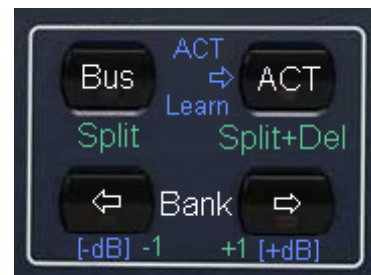 ACT
Bus ⇨ ACT
Learn
Split Split+Del
⇦ Bank ⇨
[-dB] -1 +1 [+dB]